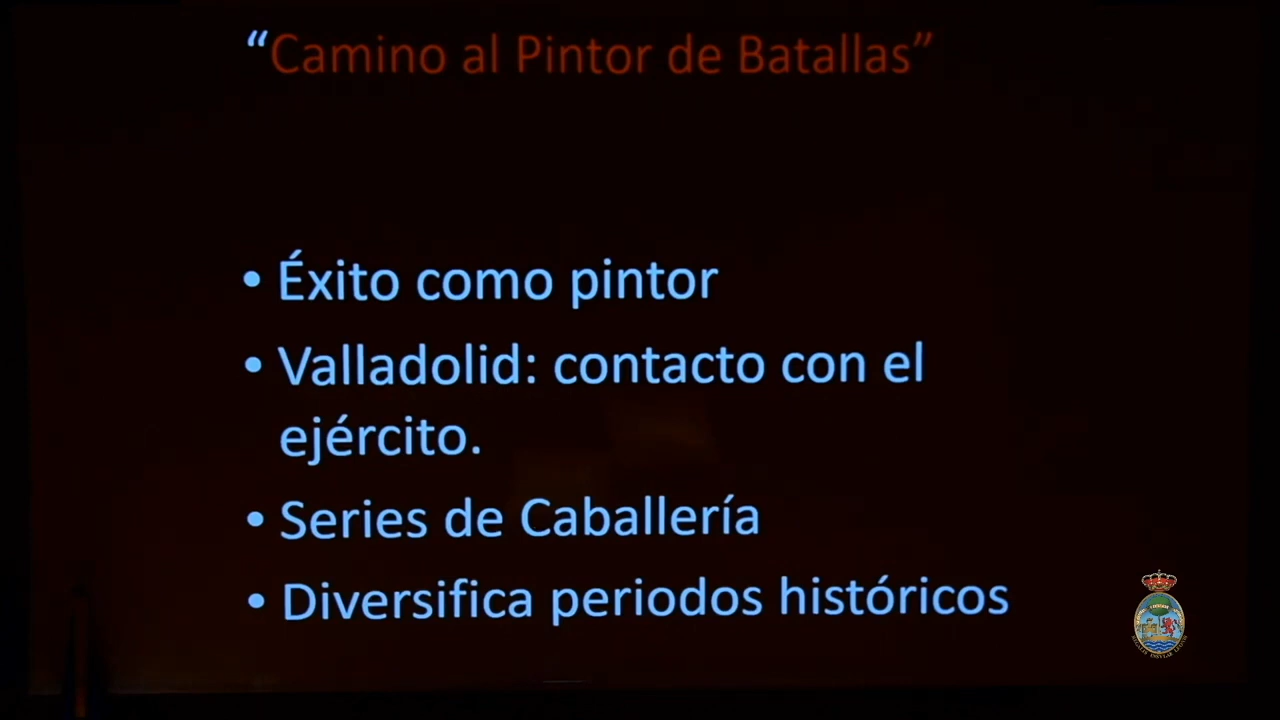 “Camino al Pintor de Batallas”
• Éxito como pintor
• Valladolid: contacto con el
ejército.
• Series de Caballería
• Diversifica periodos históricos